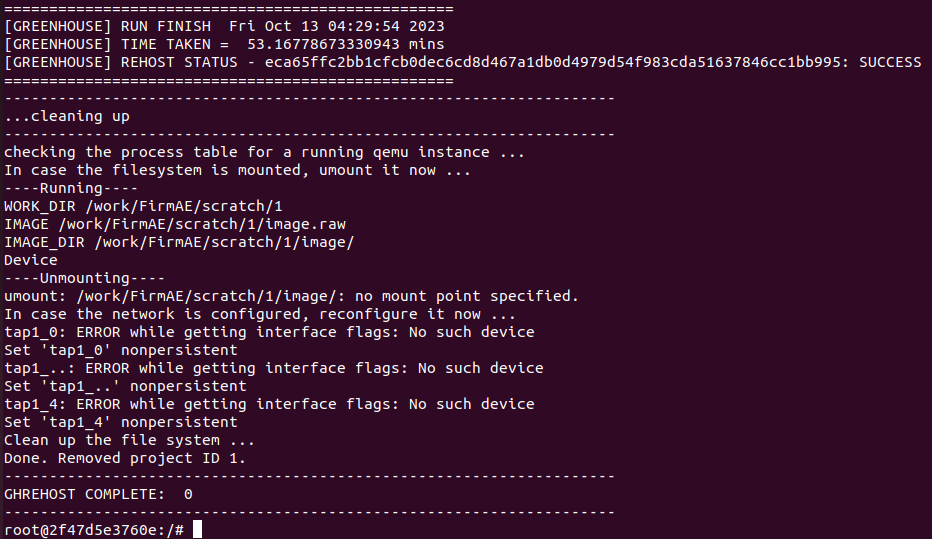 ==================================================
[GREENHOUSE] RUN FINISH  Fri Oct 13 04:29:54 2023
[GREENHOUSE] TIME TAKEN =  53.16778673330943 mins
[GREENHOUSE] REHOST STATUS - eca65ffc2bb1cfcb0dec6cd8d467a1db0d4979d54f983cda51637846cc1bb995: SUCCESS
==================================================
--------------------------------------------------------------------
...cleaning up
--------------------------------------------------------------------
checking the process table for a running qemu instance ...
In case the filesystem is mounted, umount it now ...
----Running----
WORK_DIR /work/FirmAE/scratch/1
IMAGE /work/FirmAE/scratch/1/image.raw
IMAGE_DIR /work/FirmAE/scratch/1/image/
Device
----Unmounting----
umount: /work/FirmAE/scratch/1/image/: no mount point specified.
In case the network is configured, reconfigure it now ...
tap1_0: ERROR while getting interface flags: No such device
Set 'tap1_0' nonpersistent
tap1_..: ERROR while getting interface flags: No such device
Set 'tap1_..' nonpersistent
tap1_4: ERROR while getting interface flags: No such device
Set 'tap1_4' nonpersistent
Clean up the file system ...
Done. Removed project ID 1.
--------------------------------------------------------------------
GHREHOST COMPLETE:  0
--------------------------------------------------------------------
root@2f47d5e3760e:/#